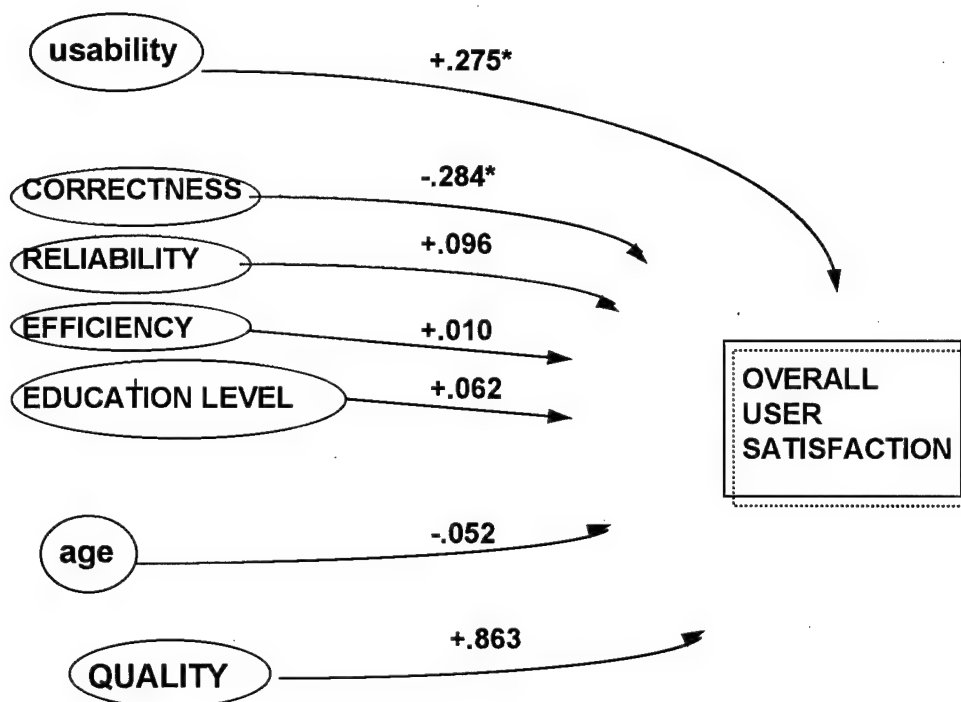 usability
+.275*
CORRECTNESS
-.284*
RELIABILITY
+.096
EFFICIENCY
+.010
EDUCATION LEVEL
+.062
OVERALL
USER
SATISFACTION
age
-.052
QUALITY
+.863